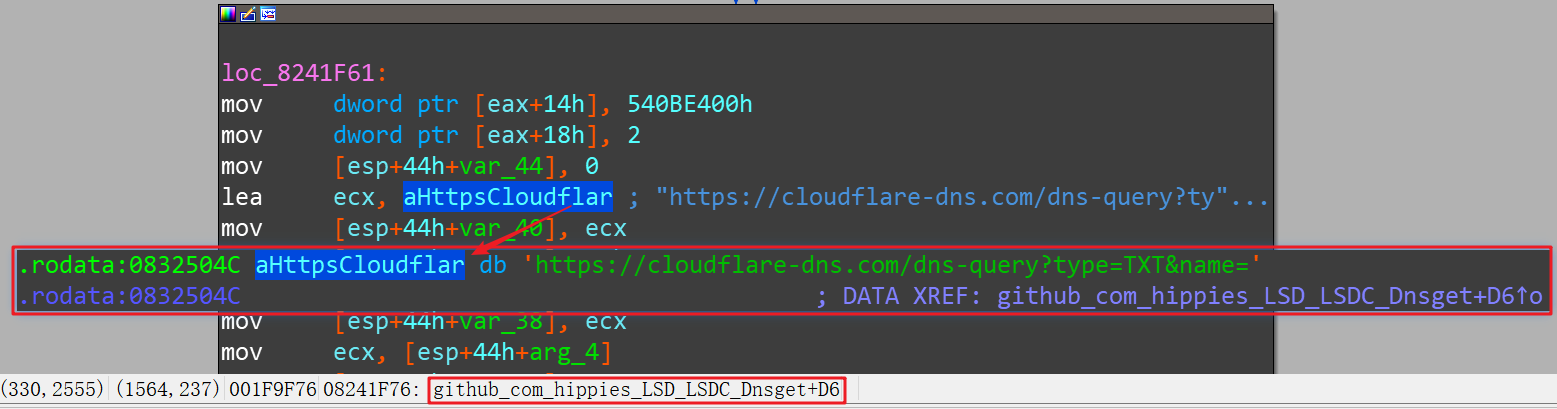 loc_8241F61:
mov dword ptr [eax+14h], 540BE400h
mov dword ptr [eax+18h], 2
mov [esp+44h+var_44], 0
lea ecx, aHttpsCloudflar ; "https://cloudflare-dns.com/dns-query?ty"...
mov [esp+44h+var_40], ecx
.rodata:0832504C aHttpsCloudflar db 'https://cloudflare-dns.com/dns-query?type=TXT&name='
.rodata:0832504C ; DATA XREF: github_com_hippies_LSD_LSDC_Dnsget+D6↑o
mov [esp+44h+var_38], ecx
mov ecx, [esp+44h+arg_4]
(330,2555) (1564,237) 001F9F76 08241F76: github_com_hippies_LSD_LSDC_Dnsget+D6